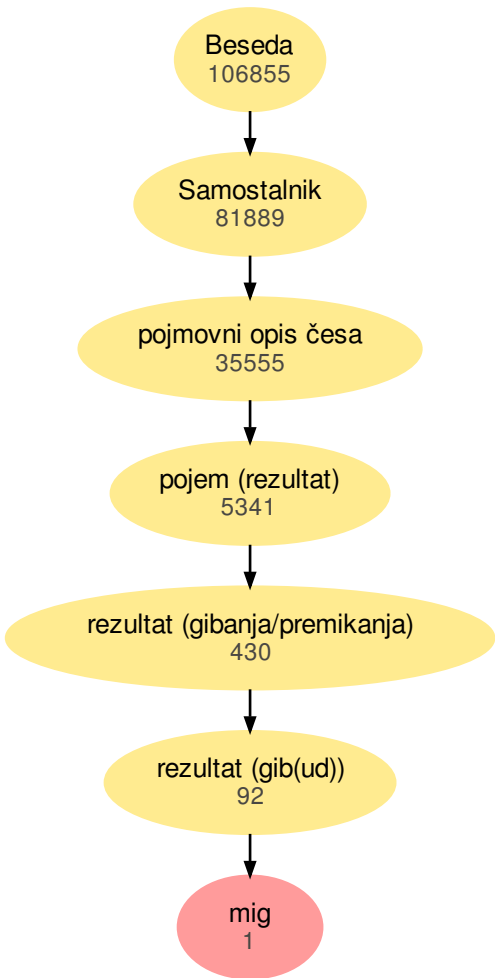 Beseda
106855
Samostalnik
81889
pojmovni opis česa
35555
pojem (rezultat)
5341
rezultat (gibanja/premikanja)
430
rezultat (gib(ud))
92
mig
1